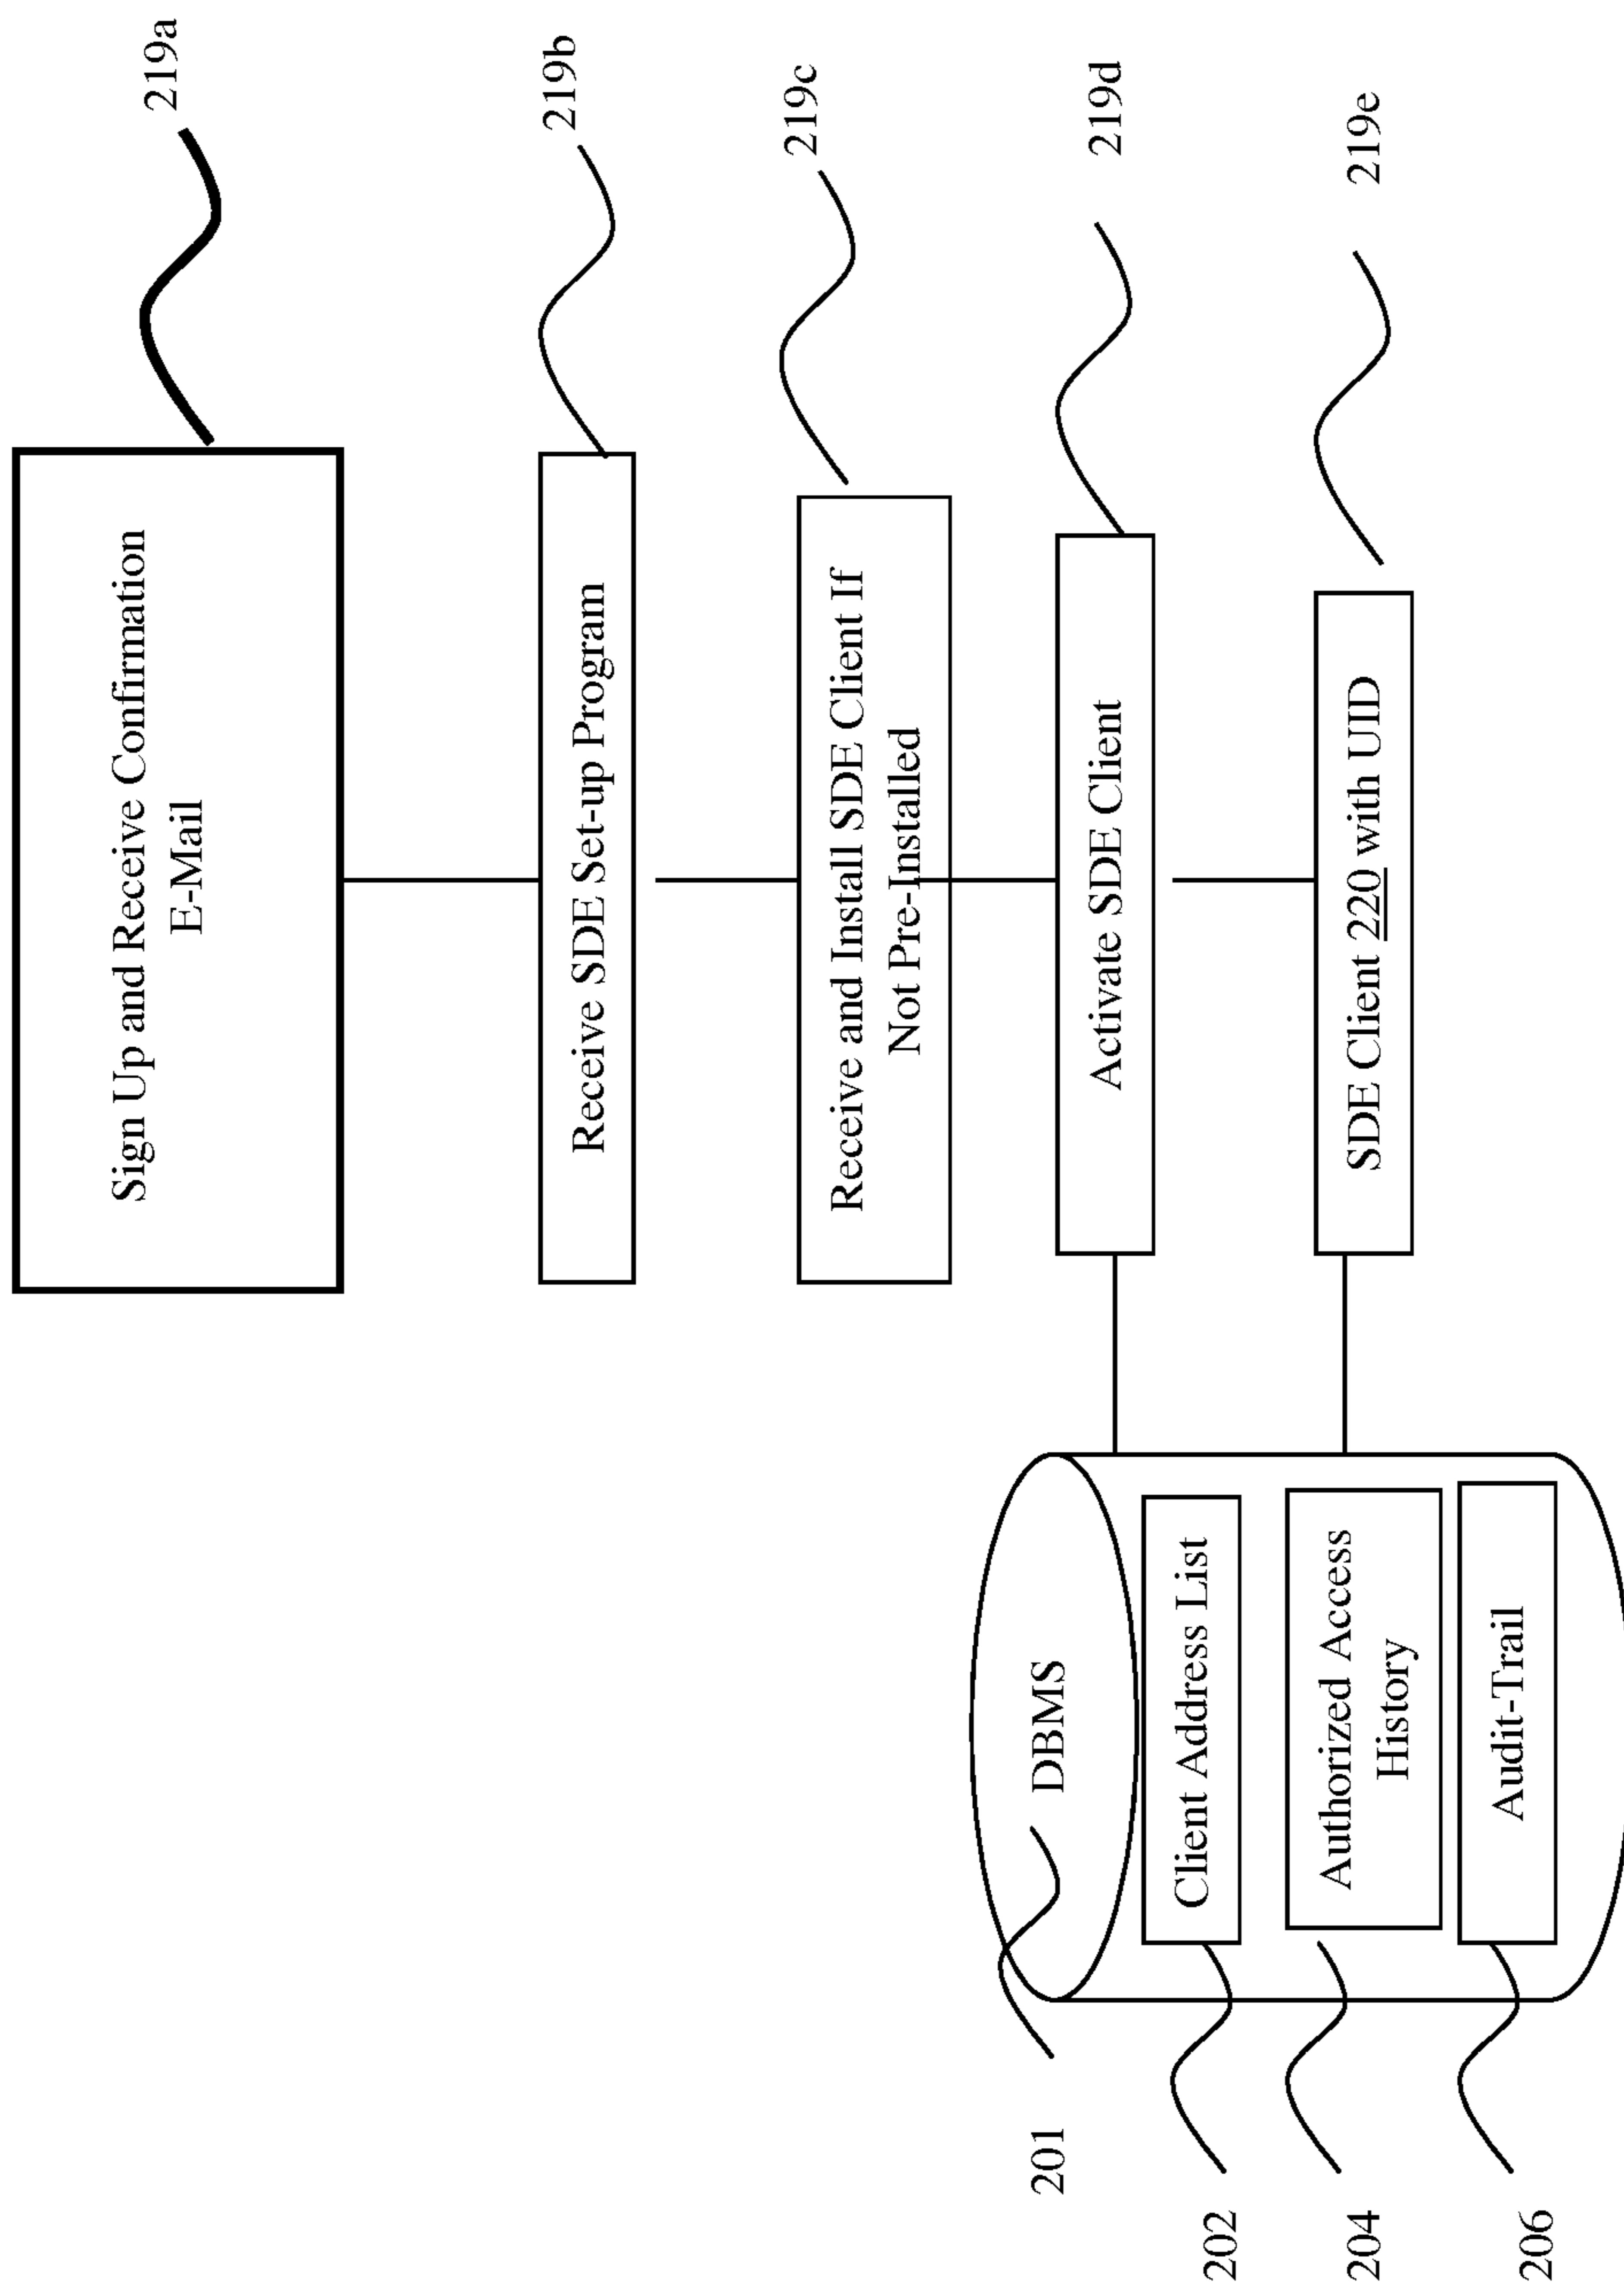 Sign Up and Receive Confirmation
E-Mail
219a
Receive SDE Set-up Program
219b
Receive and Install SDE Client If
Not Pre-Installed
219c
Activate SDE Client
219d
SDE Client 220 with UID
219e
201
DBMS
202
Client Address List
204
Authorized Access
History
206
Audit-Trail